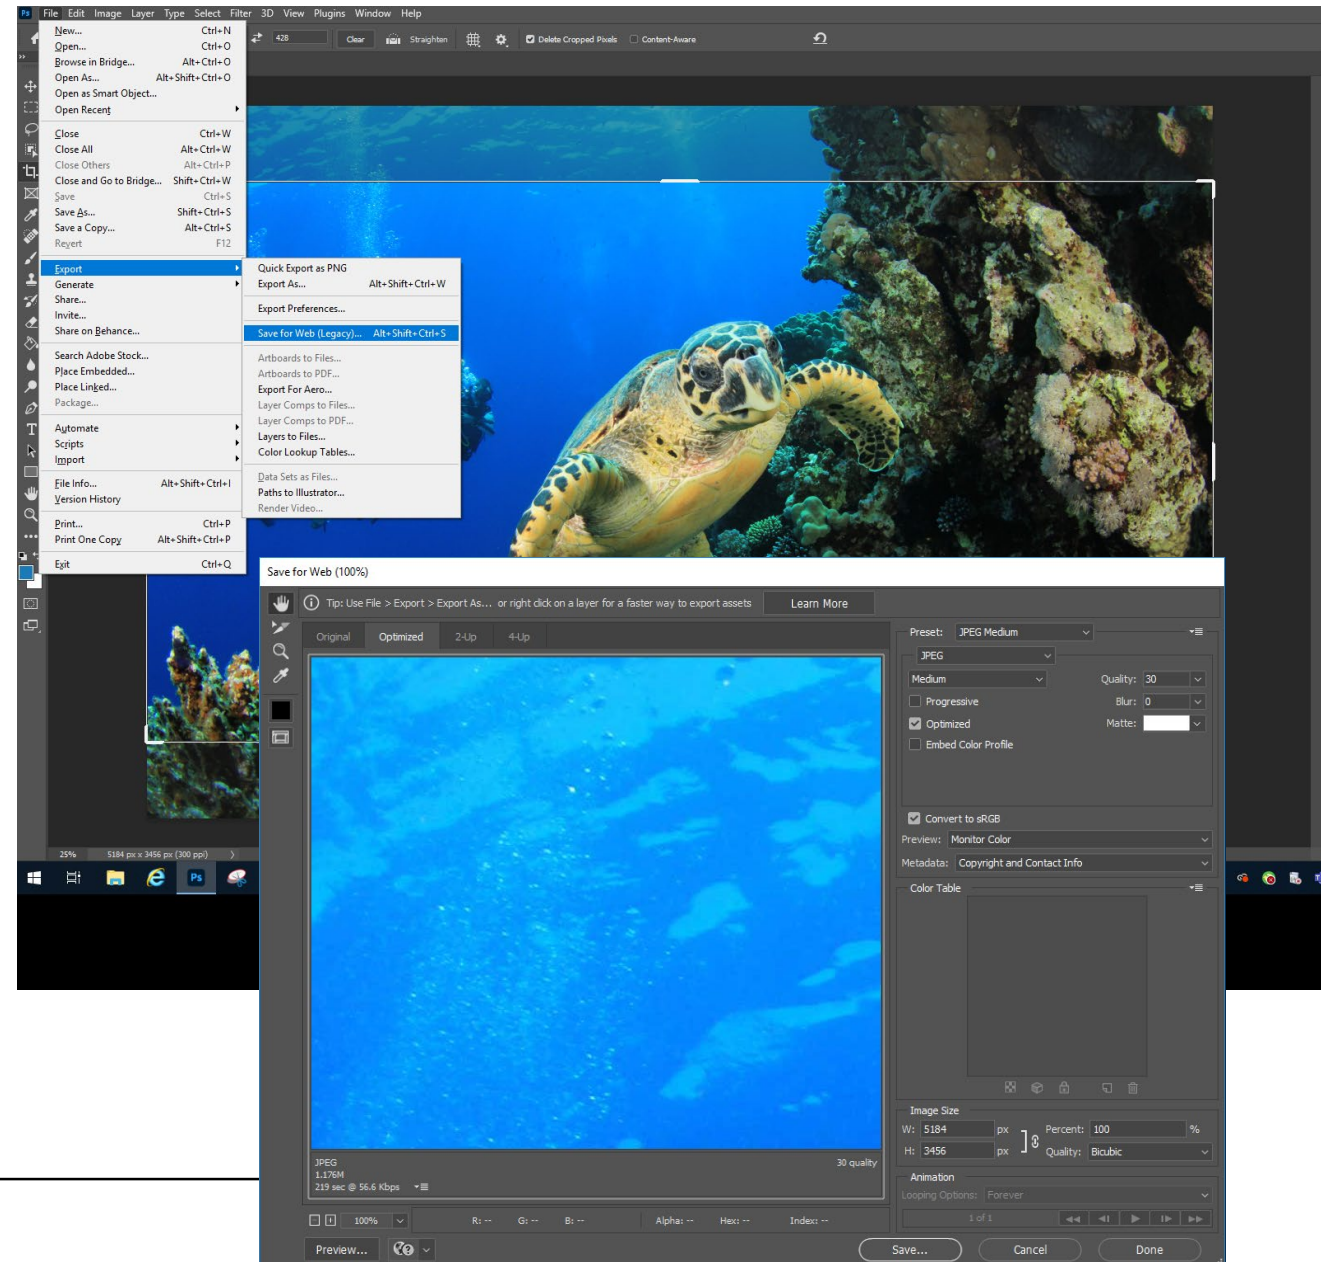 Ps File Edit Image Layer Type Select Filter 3D View Plugins Window Help
428 Clear Straighten Delete Cropped Pixels Content-Aware
New... Ctrl+N
Open... Ctrl+O
Browse in Bridge... Alt+Ctrl+O
Open As... Alt+Shift+Ctrl+O
Open as Smart Object...
Open Recent
Close Ctrl+W
Close All Alt+Ctrl+W
Close Others Alt+Ctrl+P
Close and Go to Bridge... Shift+Ctrl+W
Save Ctrl+S
Save As... Shift+Ctrl+S
Save a Copy... Alt+Ctrl+S
Revert F12
Export
Generate
Share...
Invite...
Share on Behance...
Search Adobe Stock...
Place Embedded...
Place Linked...
Package...
Automate
Scripts
Import
File Info... Alt+Shift+Ctrl+I
Version History
Print... Ctrl+P
Print One Copy Alt+Shift+Ctrl+P
Exit Ctrl+Q
Quick Export as PNG
Export As... Alt+Shift+Ctrl+W
Export Preferences...
Save for Web (Legacy)... Alt+Shift+Ctrl+S
Artboards to Files...
Artboards to PDF...
Export For Aero...
Layer Comps to Files...
Layer Comps to PDF...
Layers to Files...
Color Lookup Tables...
Data Sets as Files...
Paths to Illustrator...
Render Video...
25% 5184 px x 3456 px (300 ppi)
Ps
Save for Web (100%)
Tip: Use File > Export > Export As... or right click on a layer for a faster way to export assets Learn More
Original Optimized 2-Up 4-Up
Preset: JPEG Medium
JPEG
Medium Quality: 30
Progressive Blur: 0
Optimized Matte:
Embed Color Profile
Convert to sRGB
Preview: Monitor Color
Metadata: Copyright and Contact Info
Color Table
Image Size
W: 5184 px Percent: 100 %
H: 3456 px Quality: Bicubic
Animation
Looping Options: Forever
1 of 1
JPEG 30 quality
1.176M
219 sec @ 56.6 Kbps
100% R: -- G: -- B: -- Alpha: -- Hex: -- Index: --
Preview... Save... Cancel Done